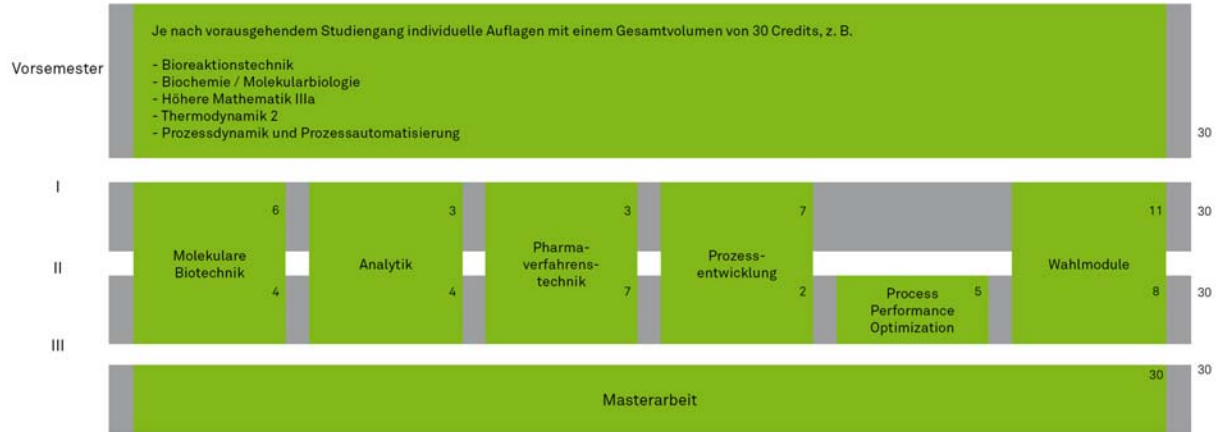 Je nach vorausgehendem Studiengang individuelle Auflagen mit einem Gesamtvolumen von 30 Credits, z. B.
Vorsemester
- Bioreaktionstechnik
- Biochemie / Molekularbiologie
- Höhere Mathematik IIIa
- Thermodynamik 2
- Prozessdynamik und Prozessautomatisierung
30
I
6
3
3
7
11
30
II
Molekulare
Biotechnik
Analytik
Pharma-
verfahrens-
technik
Prozess-
entwicklung
Wahlmodule
4
4
7
2
Process
Performance
Optimization
5
8
30
III
30
30
Masterarbeit